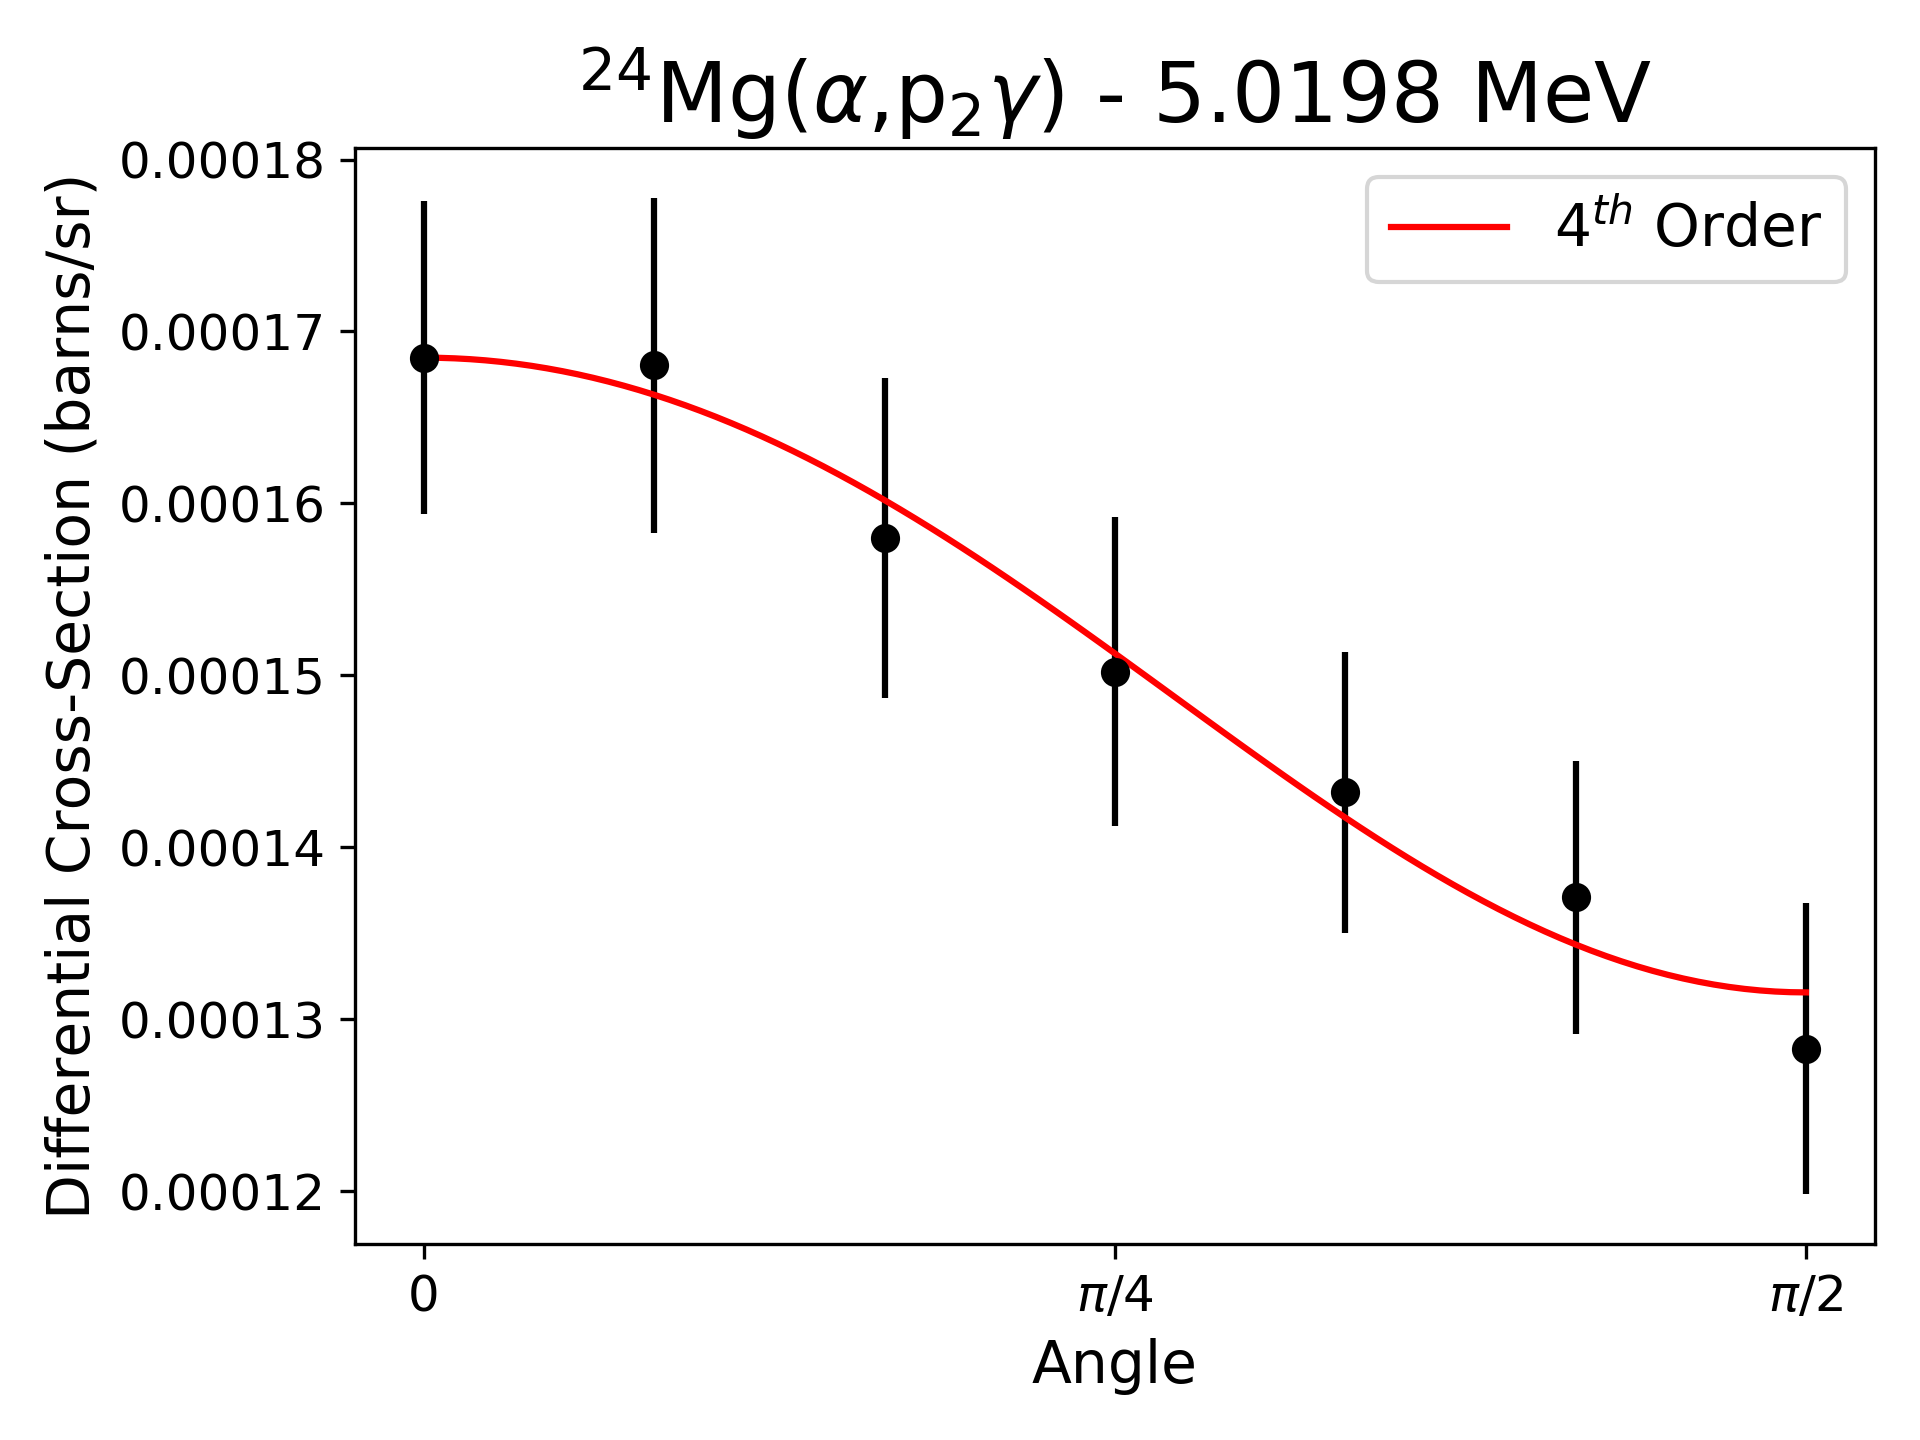 ²⁴Mg(α,p₂γ) - 5.0198 MeV
4ᵗʰ Order
Differential Cross-Section (barns/sr)
0.00018
0.00017
0.00016
0.00015
0.00014
0.00013
0.00012
0 π/4 π/2
Angle